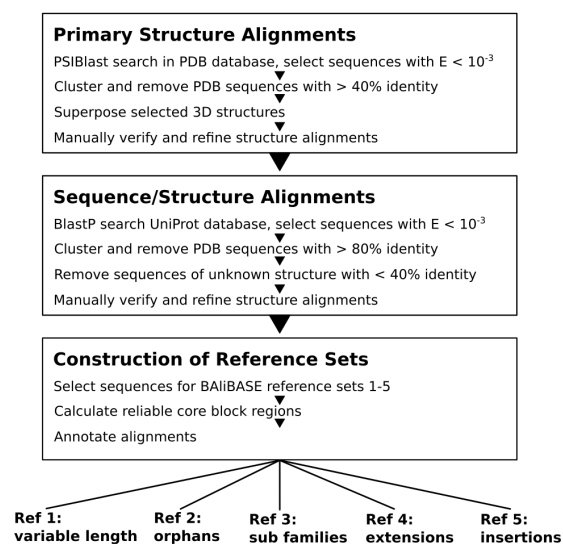 Primary Structure Alignments
PSIBlast search in PDB database, select sequences with E < 10⁻³
Cluster and remove PDB sequences with > 40% identity
Superpose selected 3D structures
Manually verify and refine structure alignments
Sequence/Structure Alignments
BlastP search UniProt database, select sequences with E < 10⁻³
Cluster and remove PDB sequences with > 80% identity
Remove sequences of unknown structure with < 40% identity
Manually verify and refine structure alignments
Construction of Reference Sets
Select sequences for BAliBASE reference sets 1-5
Calculate reliable core block regions
Annotate alignments
Ref 1:
variable length
Ref 2:
orphans
Ref 3:
sub families
Ref 4:
extensions
Ref 5:
insertions